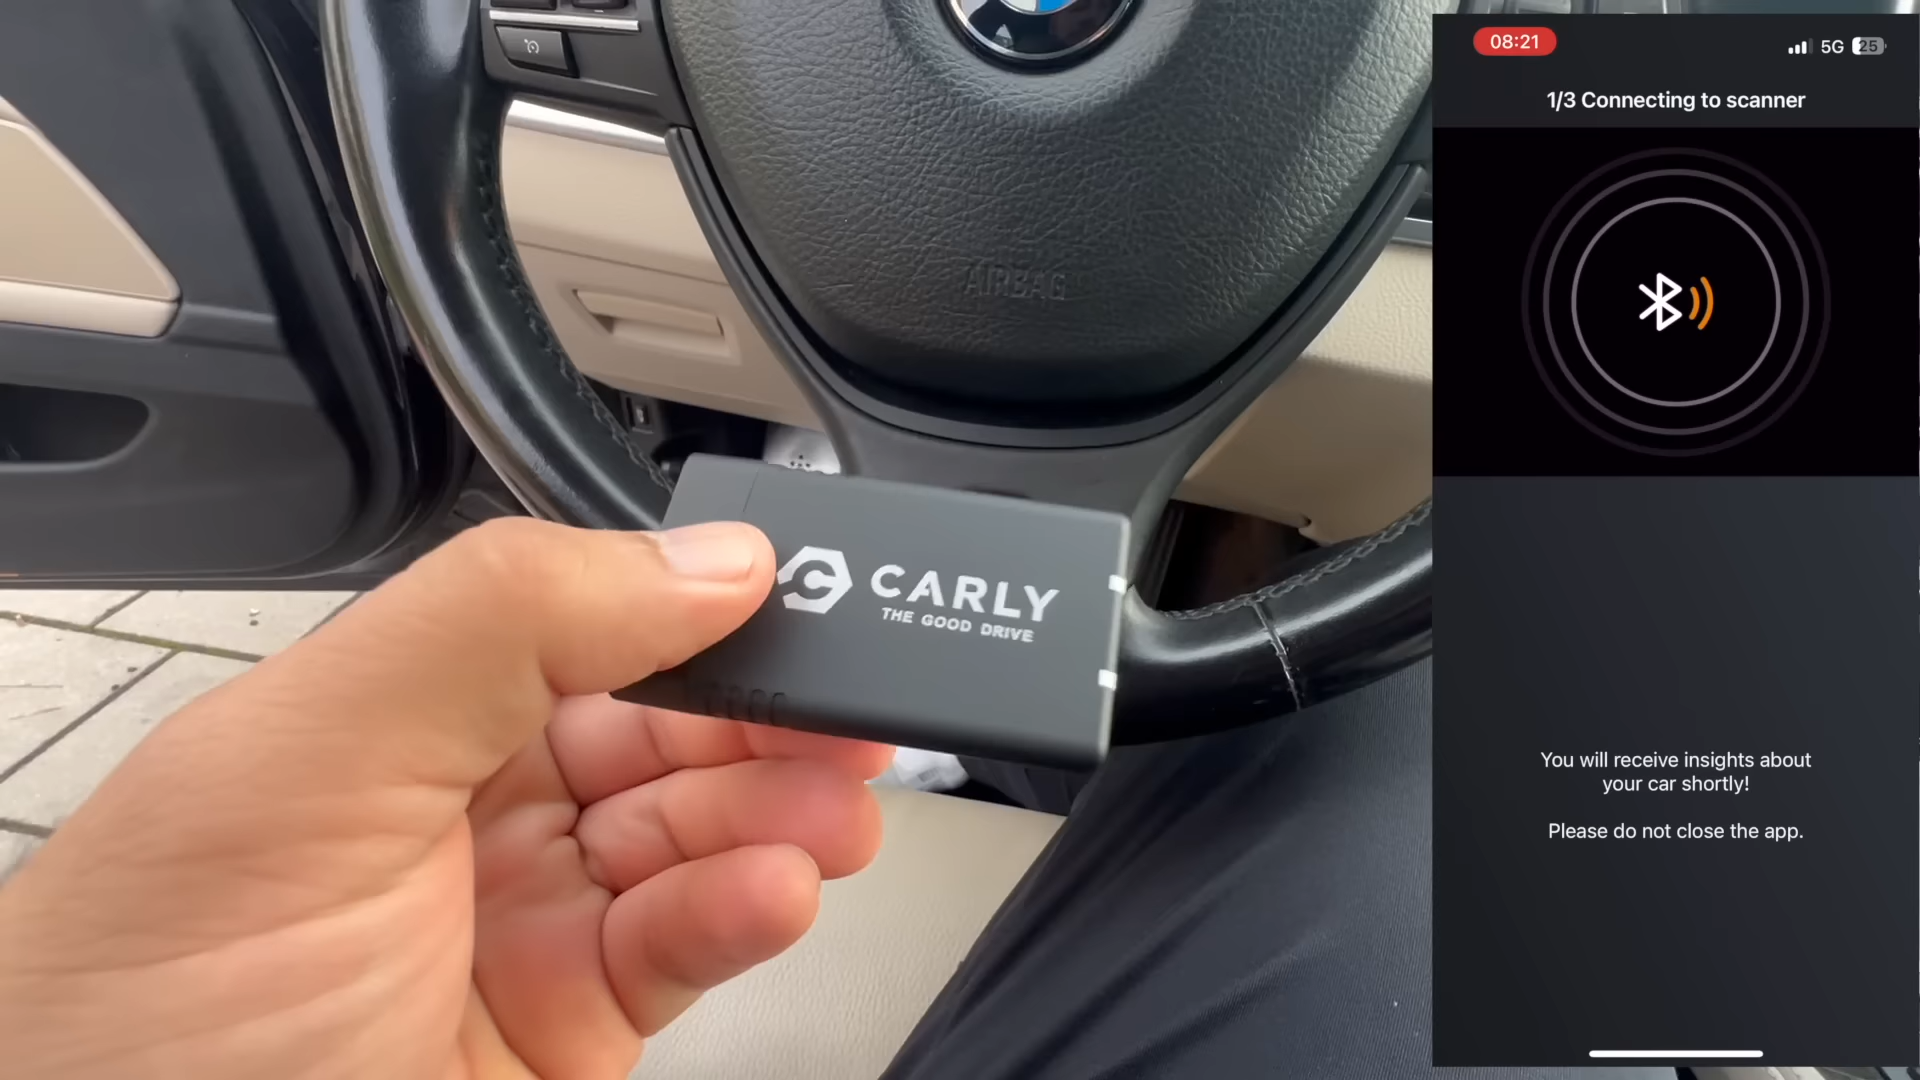 AIRBAG
CARLY
THE GOOD DRIVE
08:21
5G
25
1/3 Connecting to scanner
You will receive insights about
your car shortly!
Please do not close the app.